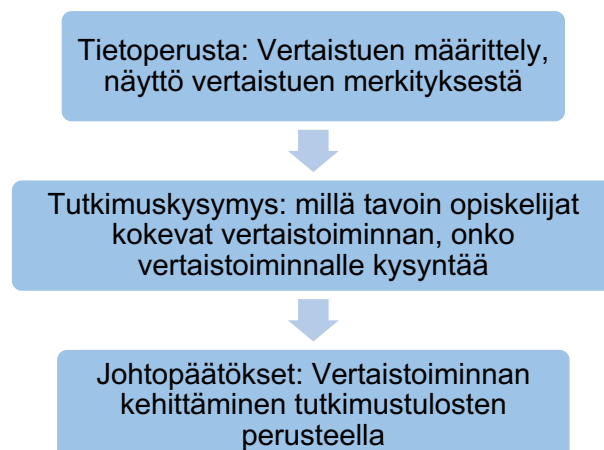 Tietoperusta: Vertaistuen määrittely,
näyttö vertaistuen merkityksestä
Tutkimuskysymys: millä tavoin opiskelijat
kokevat vertaistoiminnan, onko
vertaistoiminnalle kysyntää
Johtopäätökset: Vertaistoiminnan
kehittäminen tutkimustulosten
perusteella